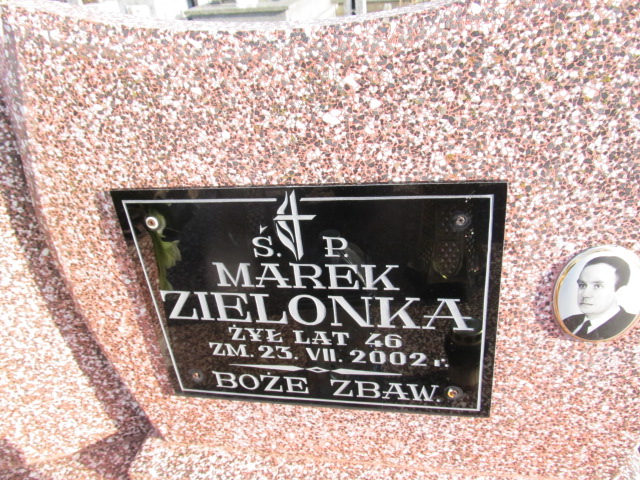 Ś. P.
MAREK
ZIELONKA
ŻYŁ LAT 46
ZM. 23. VII. 2002 r.
BOŻE ZBAW.